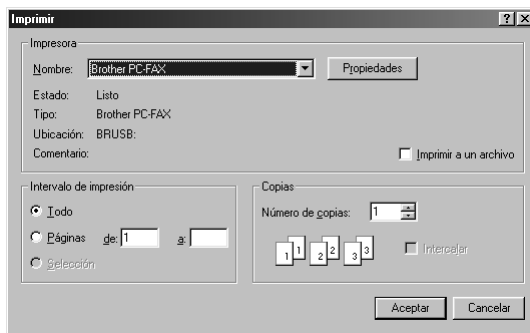 Imprimir
Impresora
Nombre: Brother PC-FAX Propiedades
Estado: Listo
Tipo: Brother PC-FAX
Ubicación: BRUSB:
Comentario: Imprimir a un archivo
Intervalo de impresión
Todo
Páginas de: 1 a:
Selección
Copias
Número de copias: 1
1 1 2 2 3 3
Intercalar
Aceptar Cancelar